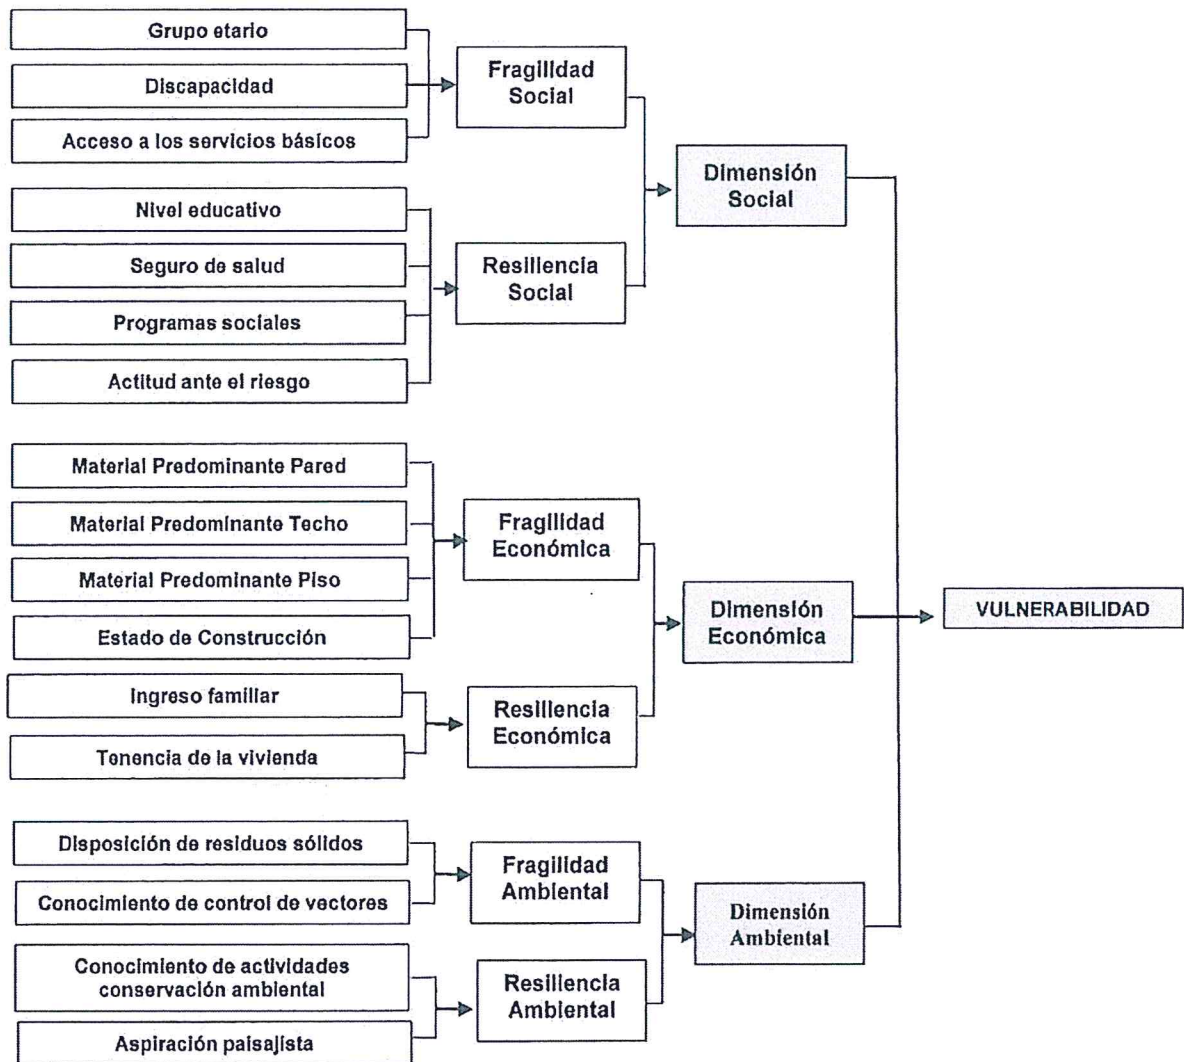 Grupo etario
Discapacidad
Acceso a los servicios básicos
Fragilidad
Social
Nivel educativo
Seguro de salud
Programas sociales
Actitud ante el riesgo
Resiliencia
Social
Dimensión
Social
Material Predominante Pared
Material Predominante Techo
Material Predominante Piso
Estado de Construcción
Fragilidad
Económica
Ingreso familiar
Tenencia de la vivienda
Resiliencia
Económica
Dimensión
Económica
VULNERABILIDAD
Disposición de residuos sólidos
Conocimiento de control de vectores
Fragilidad
Ambiental
Conocimiento de actividades
conservación ambiental
Aspiración paisajista
Resiliencia
Ambiental
Dimensión
Ambiental